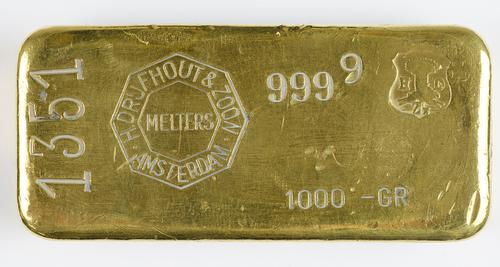 1351
H.DRIJFHOUT & ZOON
MELTERS
AMSTERDAM
9999
1000 -GR